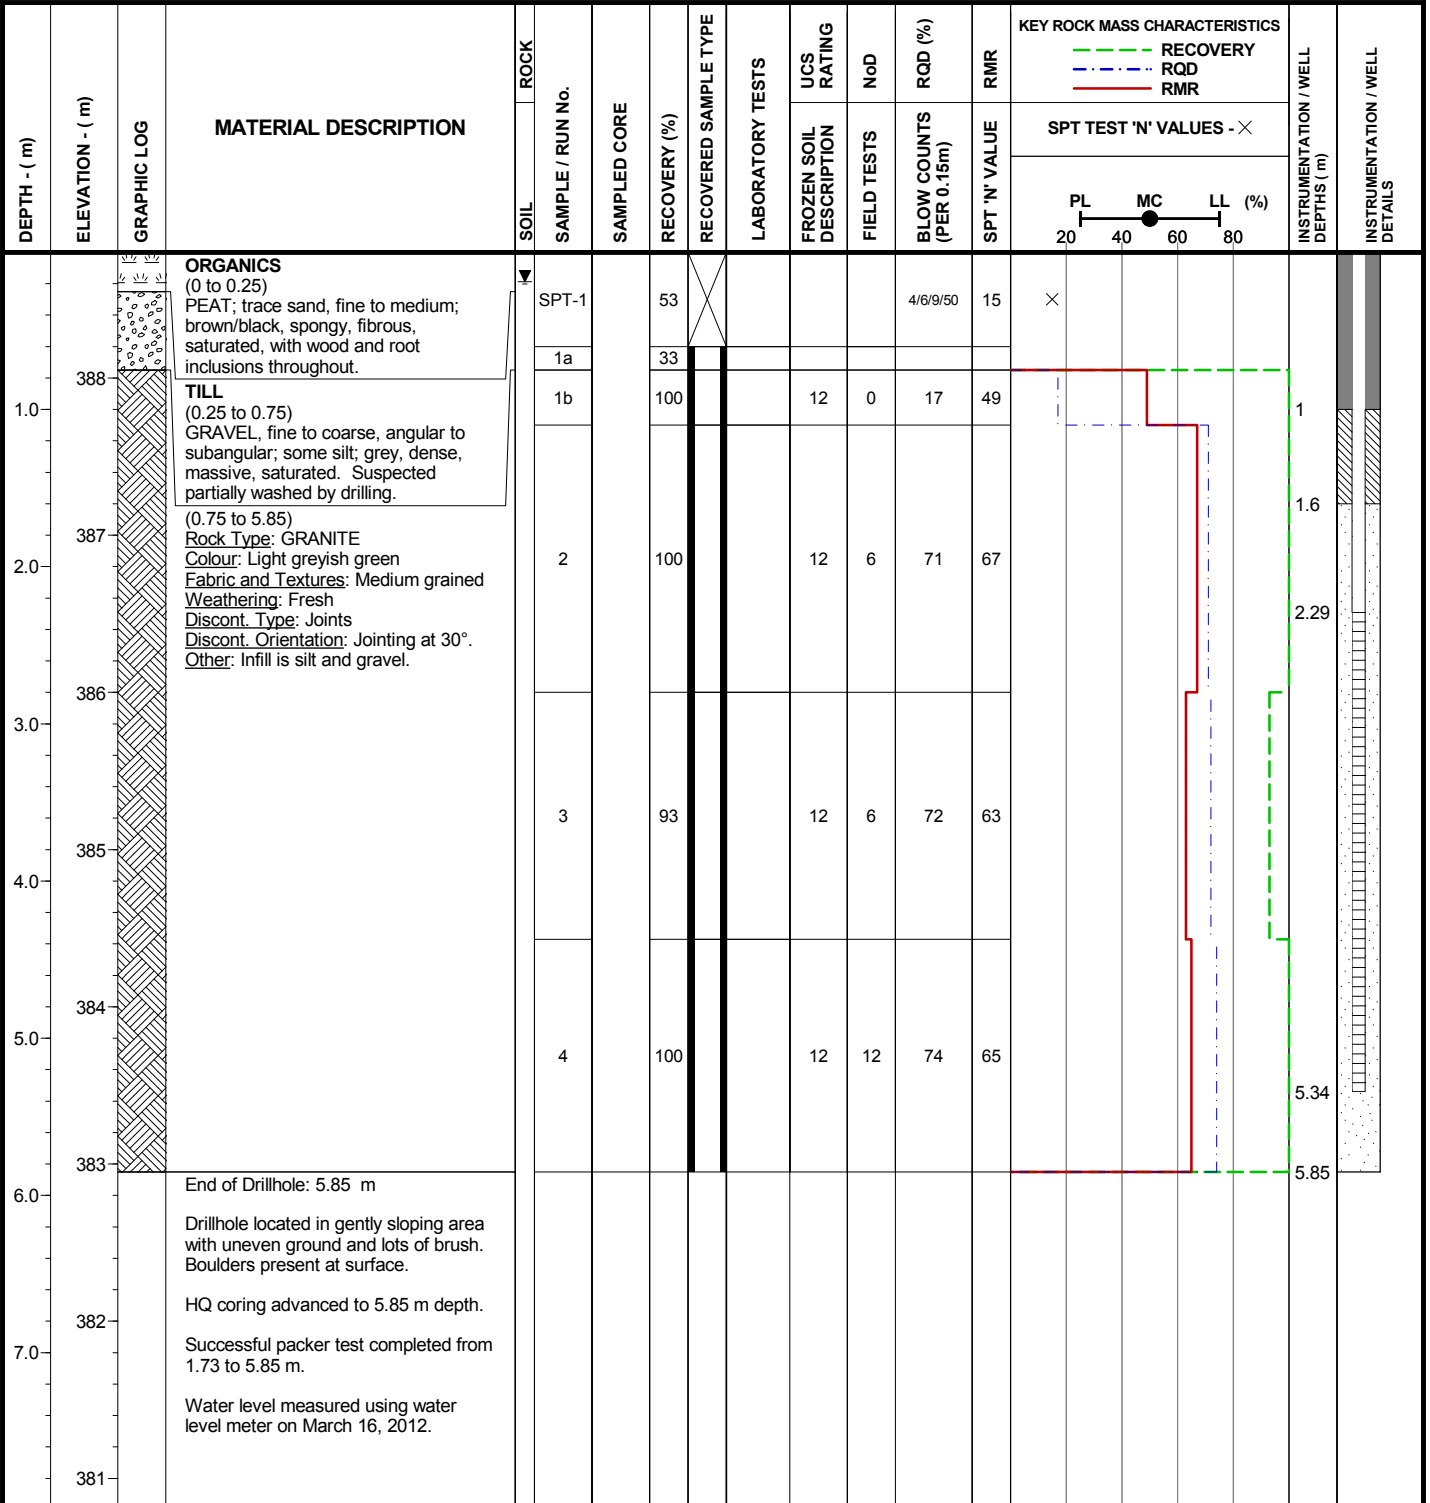 DEPTH - ( m)
ELEVATION - ( m)
GRAPHIC LOG
MATERIAL DESCRIPTION
SOIL
ROCK
SAMPLE / RUN No.
SAMPLED CORE
RECOVERY (%)
RECOVERED SAMPLE TYPE
LABORATORY TESTS
UCS
RATING
FROZEN SOIL
DESCRIPTION
NoD
FIELD TESTS
RQD (%)
BLOW COUNTS
(PER 0.15m)
RMR
SPT 'N' VALUE
KEY ROCK MASS CHARACTERISTICS
RECOVERY
RQD
RMR
SPT TEST 'N' VALUES - ×
PL MC LL (%)
20 40 60 80
INSTRUMENTATION / WELL
DEPTHS ( m)
INSTRUMENTATION / WELL
DETAILS
1.0
2.0
3.0
4.0
5.0
6.0
7.0
388
387
386
385
384
383
382
381
ORGANICS
(0 to 0.25)
PEAT; trace sand, fine to medium;
brown/black, spongy, fibrous,
saturated, with wood and root
inclusions throughout.
TILL
(0.25 to 0.75)
GRAVEL, fine to coarse, angular to
subangular; some silt; grey, dense,
massive, saturated. Suspected
partially washed by drilling.
(0.75 to 5.85)
Rock Type: GRANITE
Colour: Light greyish green
Fabric and Textures: Medium grained
Weathering: Fresh
Discont. Type: Joints
Discont. Orientation: Jointing at 30°.
Other: Infill is silt and gravel.
End of Drillhole: 5.85 m
Drillhole located in gently sloping area
with uneven ground and lots of brush.
Boulders present at surface.
HQ coring advanced to 5.85 m depth.
Successful packer test completed from
1.73 to 5.85 m.
Water level measured using water
level meter on March 16, 2012.
SPT-1 53 4/6/9/50 15
1a 33
1b 100 12 0 17 49
2 100 12 6 71 67
3 93 12 6 72 63
4 100 12 12 74 65
1
1.6
2.29
5.34
5.85